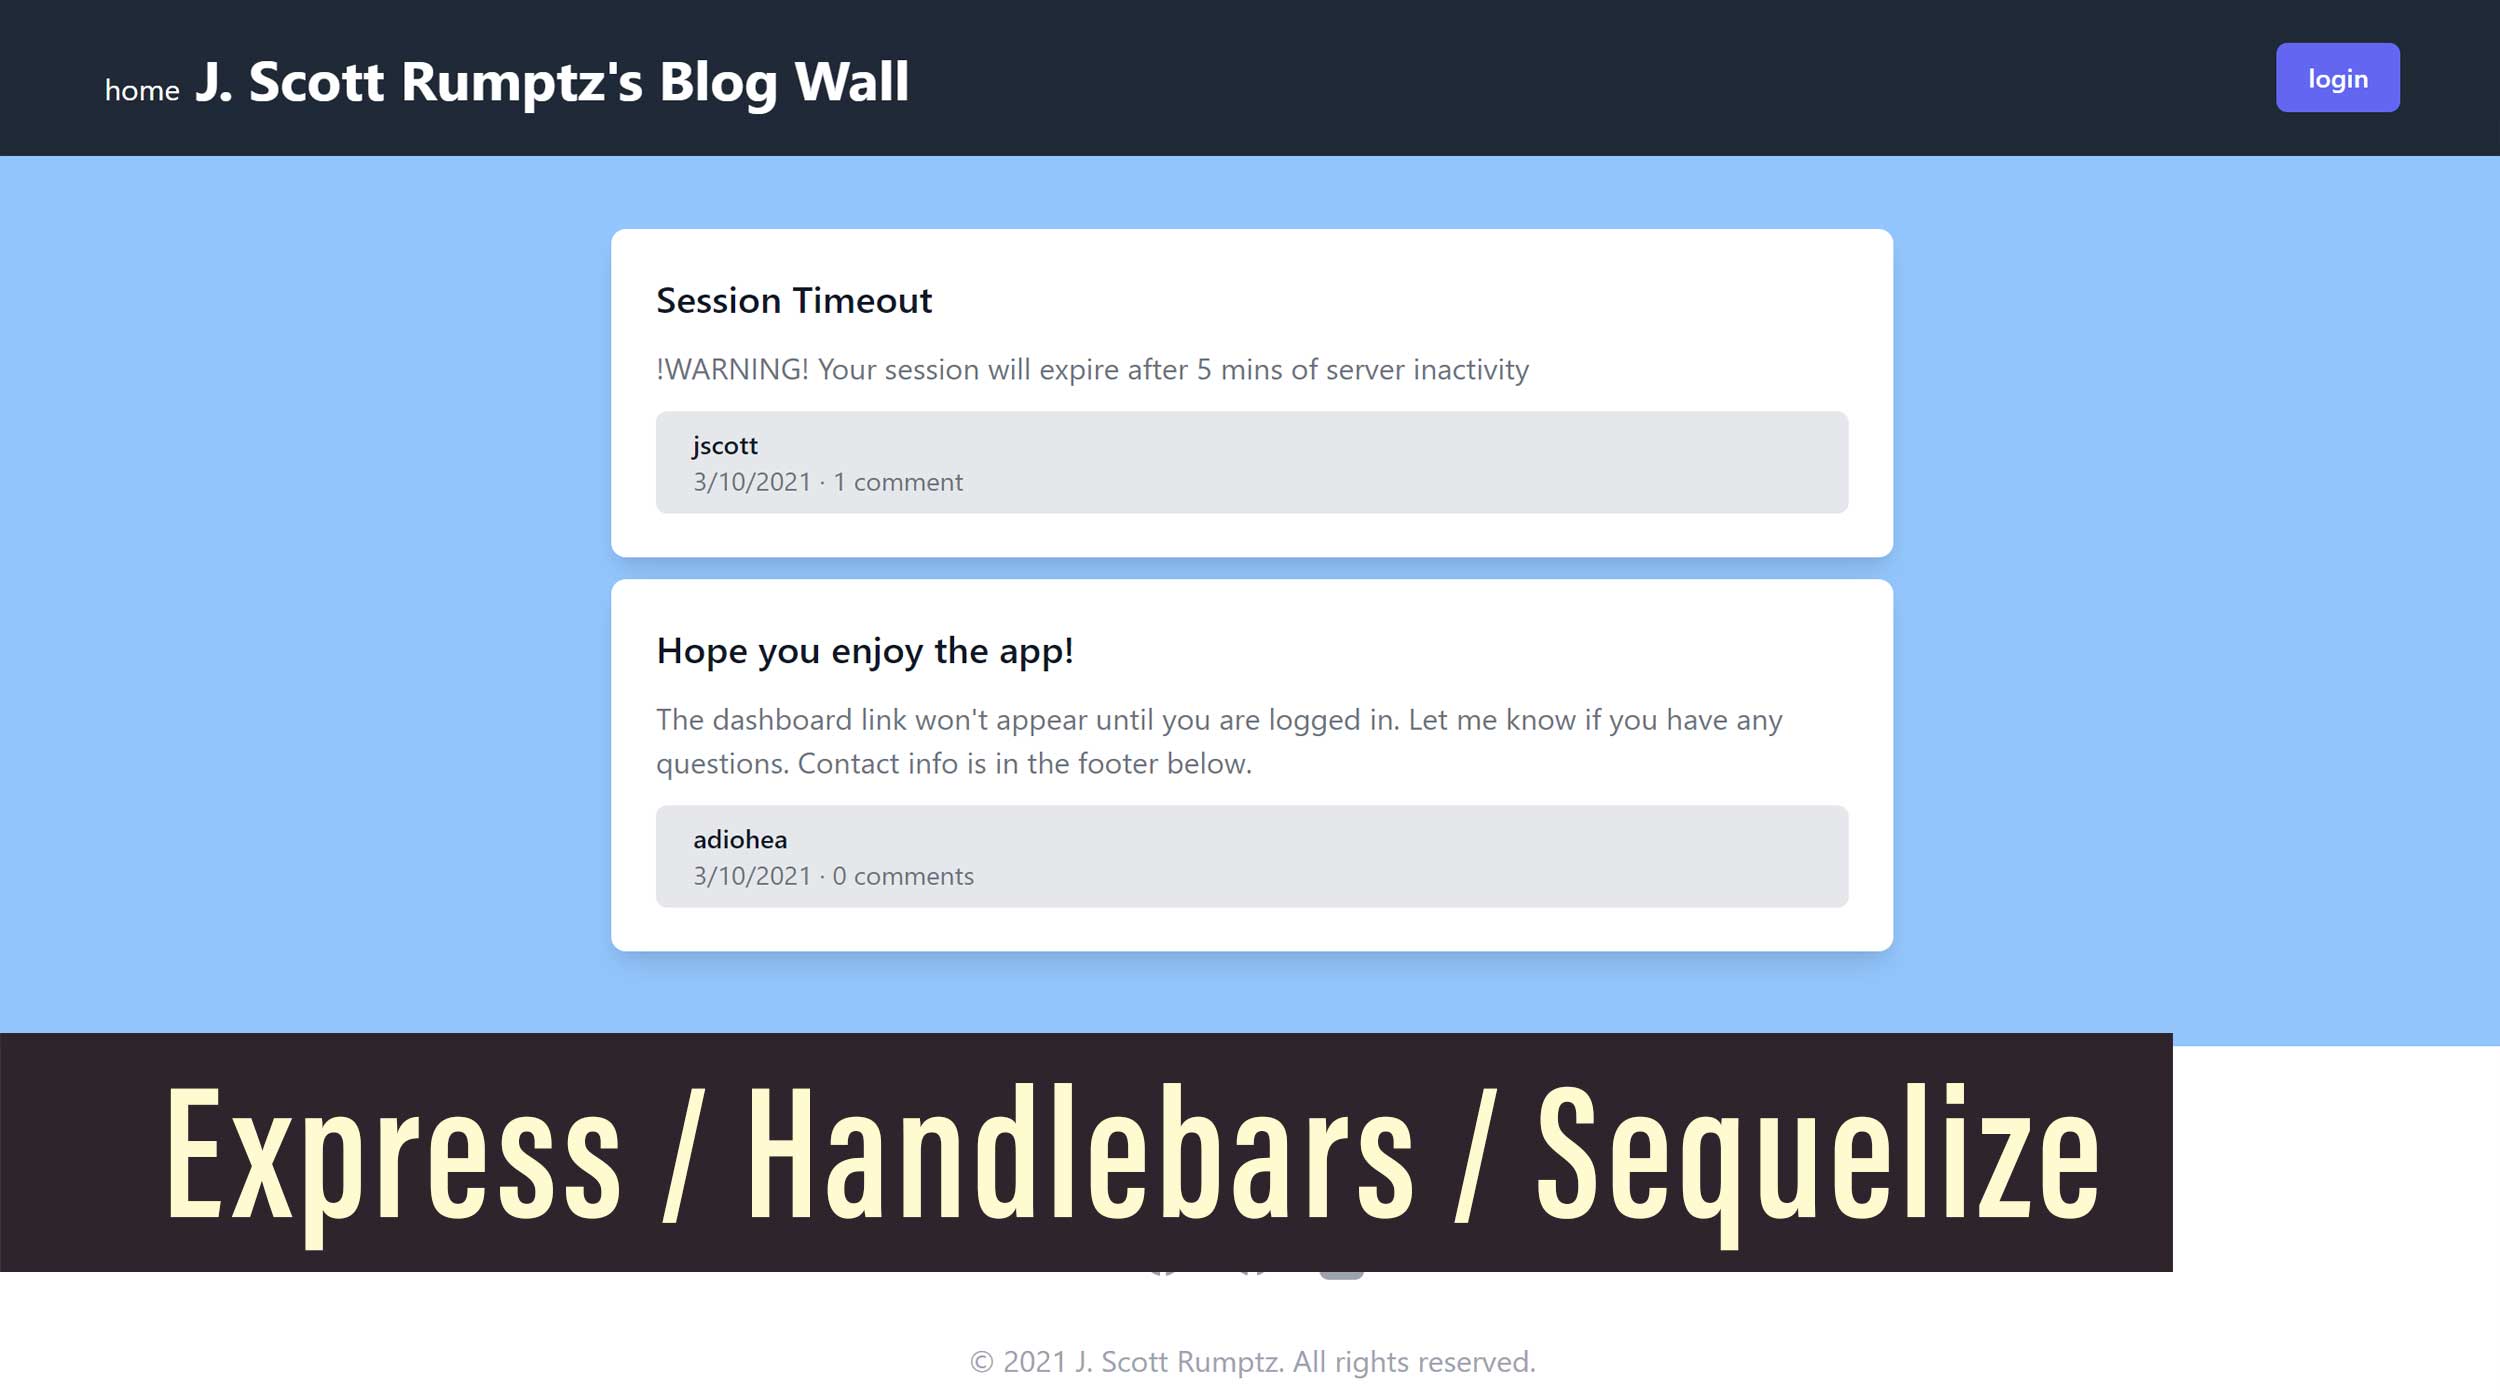 home J. Scott Rumptz's Blog Wall
login
Session Timeout
!WARNING! Your session will expire after 5 mins of server inactivity
jscott
3/10/2021 · 1 comment
Hope you enjoy the app!
The dashboard link won't appear until you are logged in. Let me know if you have any
questions. Contact info is in the footer below.
adiohea
3/10/2021 · 0 comments
Express / Handlebars / Sequelize
© 2021 J. Scott Rumptz. All rights reserved.